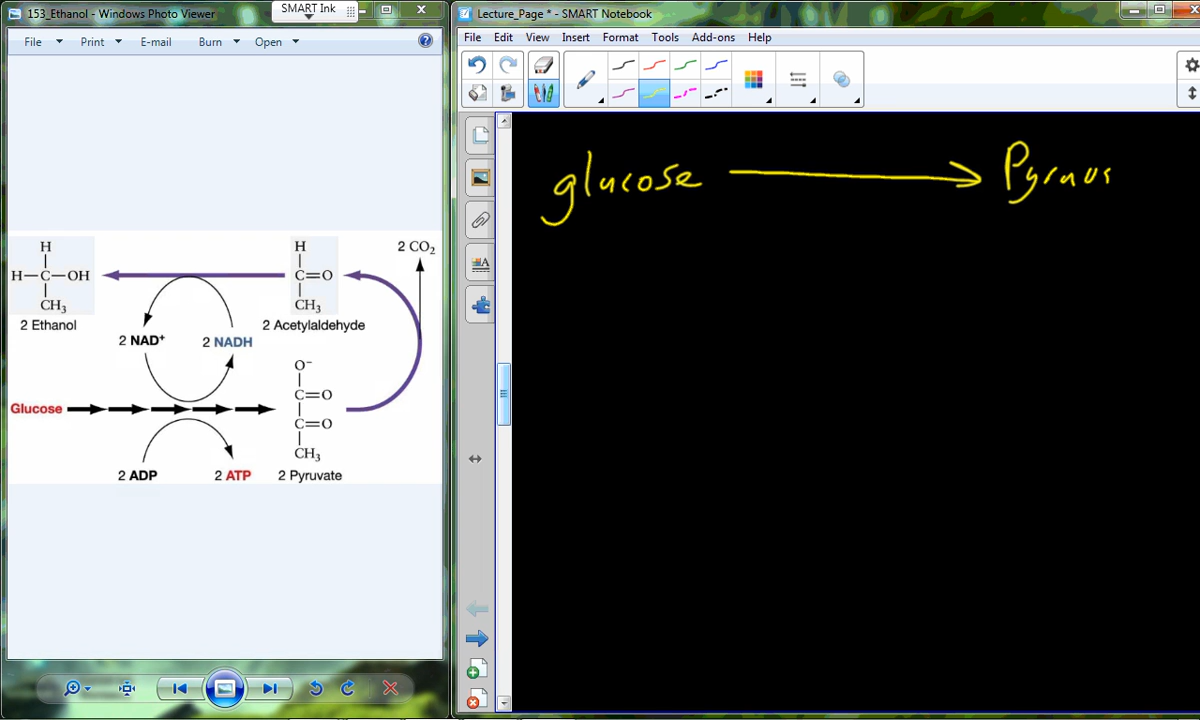 153_Ethanol - Windows Photo Viewer
SMART Ink
File Print E-mail Burn Open
H
H—C—OH
CH3
2 Ethanol
H
C=O
CH3
2 Acetylaldehyde
2 CO2
2 NAD+ 2 NADH
O−
C=O
C=O
CH3
Glucose
2 ADP 2 ATP 2 Pyruvate
Lecture_Page * - SMART Notebook
File Edit View Insert Format Tools Add-ons Help
glucose